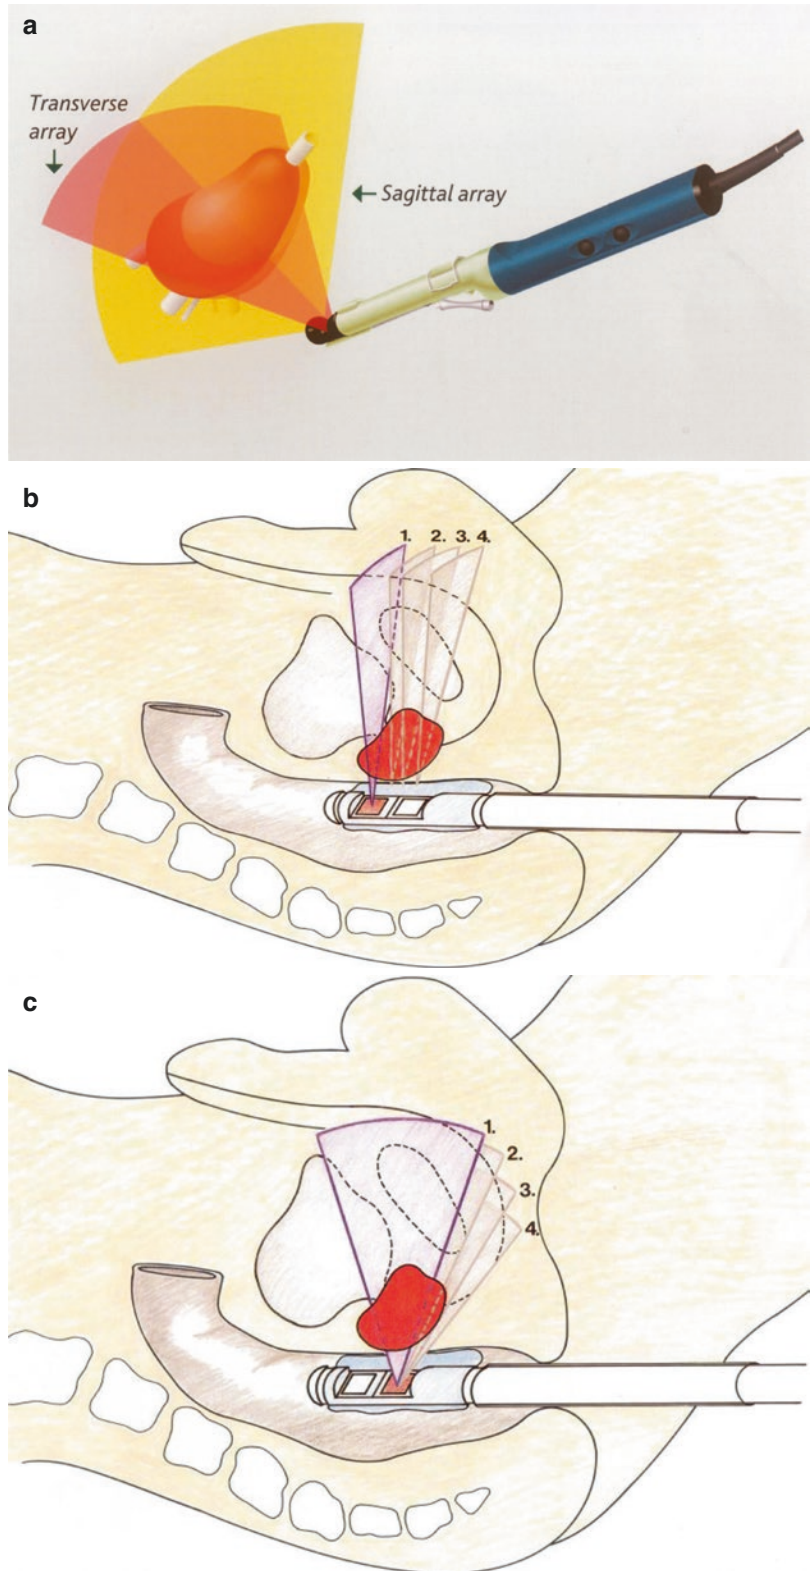 a
Transverse
array
Sagittal array
b
1. 2. 3. 4.
c
1.
2.
3.
4.